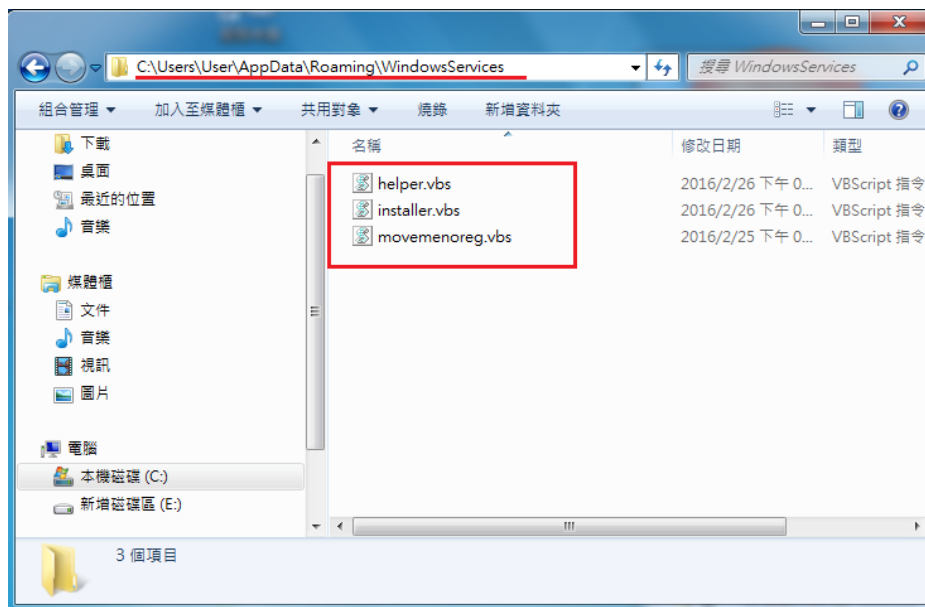 C:\Users\User\AppData\Roaming\WindowsServices
搜尋 WindowsServices
組合管理 加入至媒體櫃 共用對象 燒錄 新增資料夾
下載
桌面
最近的位置
音樂
媒體櫃
文件
音樂
視訊
圖片
電腦
本機磁碟 (C:)
新增磁碟區 (E:)
名稱 修改日期 類型
helper.vbs 2016/2/26 下午 0... VBScript 指令
installer.vbs 2016/2/26 下午 0... VBScript 指令
movemenoreg.vbs 2016/2/25 下午 0... VBScript 指令
3 個項目